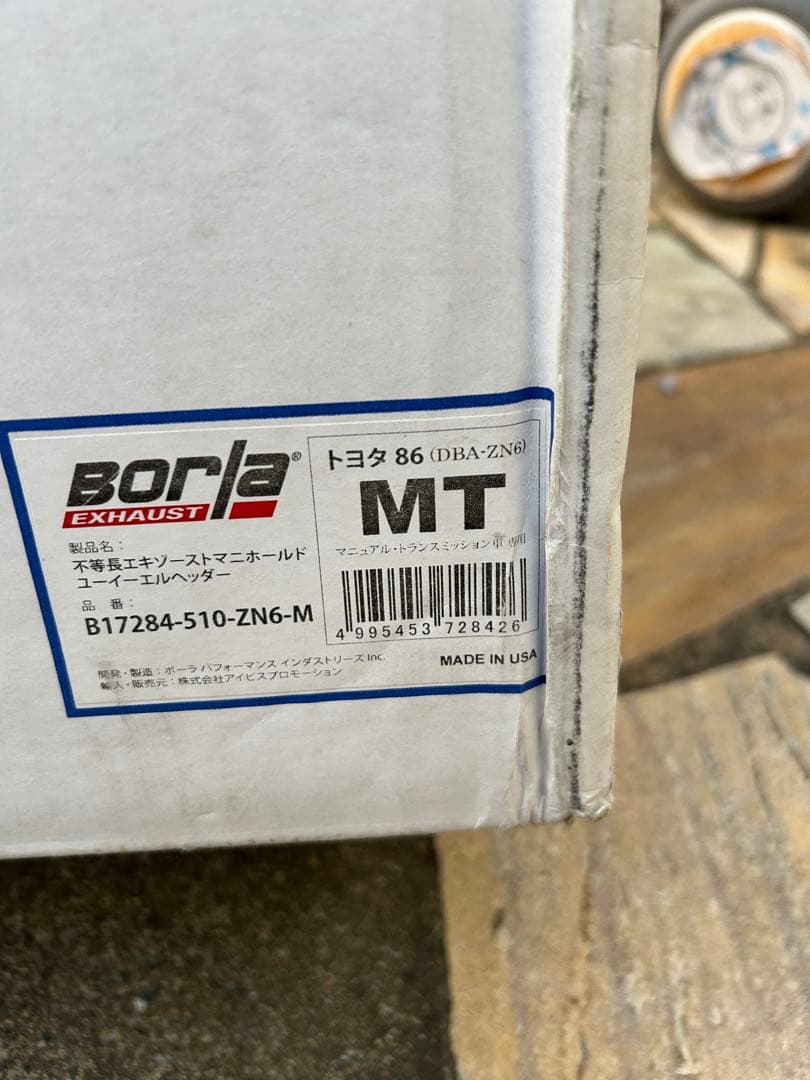 BORLA®
EXHAUST
製品名：
不等長エキゾーストマニホールド
ユーイーエルヘッダー
品 番：
B17284-510-ZN6-M
トヨタ 86 (DBA-ZN6)
MT
マニュアル・トランスミッション車 専用
4 995453 728426
開発・製造：ボーラ パフォーマンス インダストリーズ Inc.
輸入・販売元：株式会社アイビスプロモーション
MADE IN USA